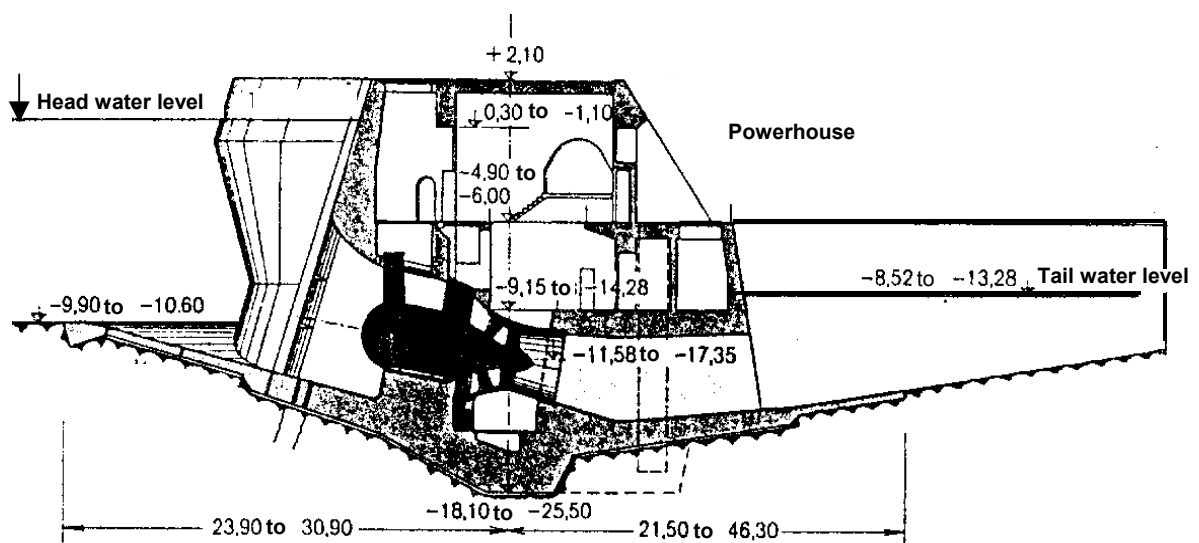 +2,10
Head water level
0,30 to -1,10
Powerhouse
-4,90 to
-6,00
-8,52 to -13,28 Tail water level
-9,15 to -14,28
-9,90 to -10.60
-11,58 to -17,35
-18,10 to -25,50
23,90 to 30,90
21,50 to 46,30